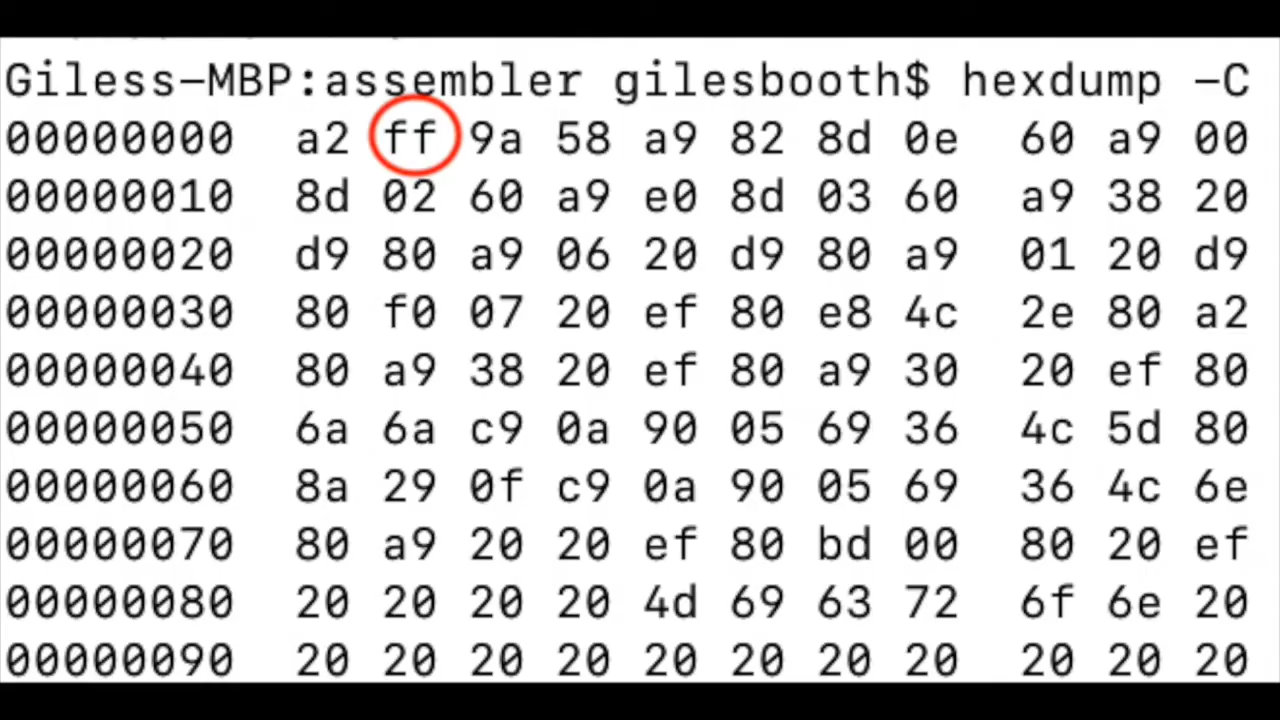 Giless-MBP:assembler gilesbooth$ hexdump -C
00000000 a2 ff 9a 58 a9 82 8d 0e 60 a9 00
00000010 8d 02 60 a9 e0 8d 03 60 a9 38 20
00000020 d9 80 a9 06 20 d9 80 a9 01 20 d9
00000030 80 f0 07 20 ef 80 e8 4c 2e 80 a2
00000040 80 a9 38 20 ef 80 a9 30 20 ef 80
00000050 6a 6a c9 0a 90 05 69 36 4c 5d 80
00000060 8a 29 0f c9 0a 90 05 69 36 4c 6e
00000070 80 a9 20 20 ef 80 bd 00 80 20 ef
00000080 20 20 20 20 4d 69 63 72 6f 6e 20
00000090 20 20 20 20 20 20 20 20 20 20 20